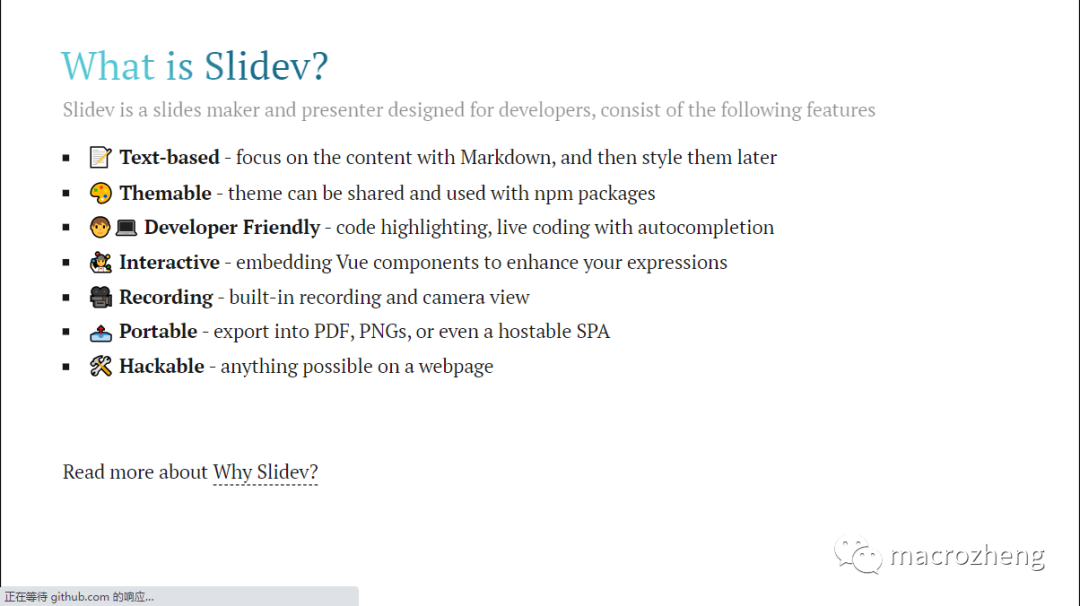 What is Slidev?
Slidev is a slides maker and presenter designed for developers, consist of the following features
▪ 📝 Text-based - focus on the content with Markdown, and then style them later
▪ 🎨 Themable - theme can be shared and used with npm packages
▪ 🧑💻 Developer Friendly - code highlighting, live coding with autocompletion
▪ 🤹 Interactive - embedding Vue components to enhance your expressions
▪ 🎥 Recording - built-in recording and camera view
▪ 📤 Portable - export into PDF, PNGs, or even a hostable SPA
▪ 🛠 Hackable - anything possible on a webpage
Read more about Why Slidev?
macrozheng
正在等待 github.com 的响应...